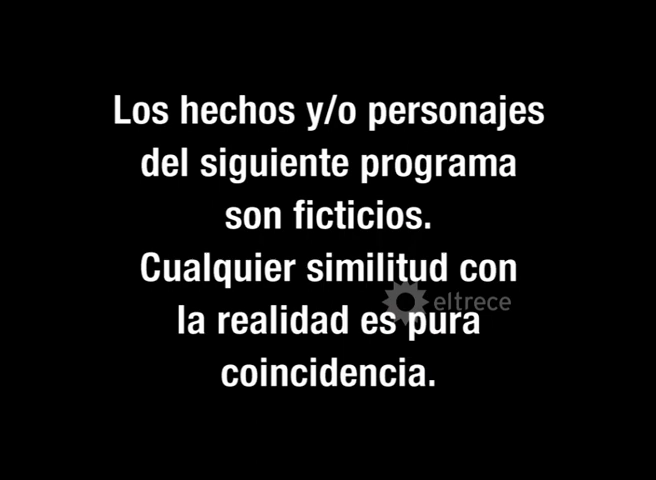 Los hechos y/o personajes
del siguiente programa
son ficticios.
Cualquier similitud con
eltrece
la realidad es pura
coincidencia.